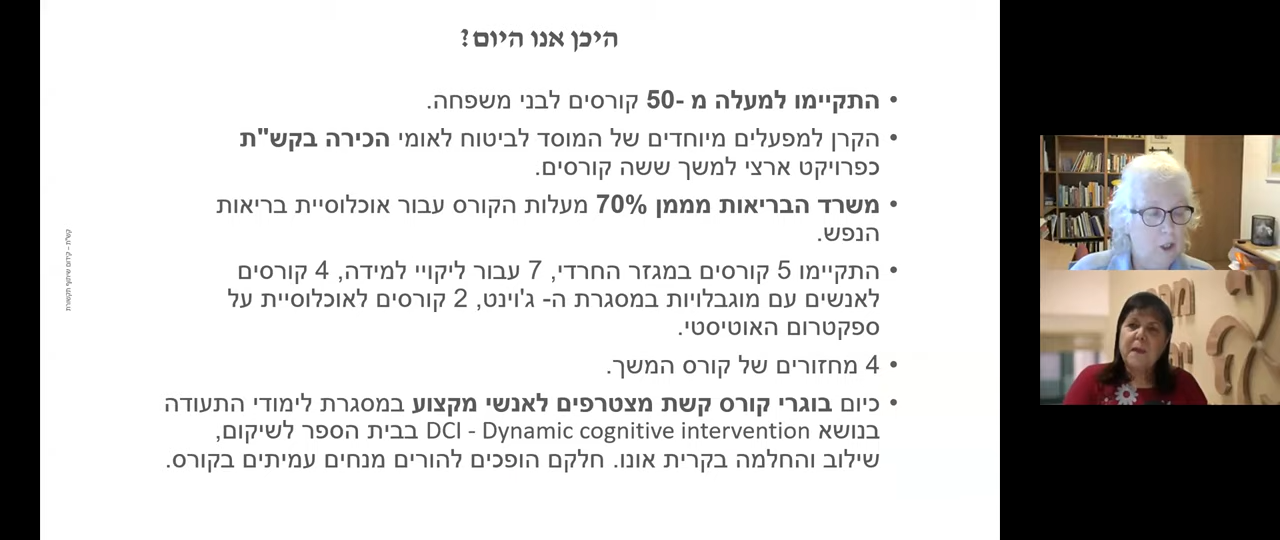 היכן אנו היום?
• התקיימו למעלה מ -50 קורסים לבני משפחה.
• הקרן למפעלים מיוחדים של המוסד לביטוח לאומי הכירה בקש"ת
כפרויקט ארצי למשך ששה קורסים.
• משרד הבריאות מממן 70% מעלות הקורס עבור אוכלוסיית בריאות
הנפש.
• התקיימו 5 קורסים במגזר החרדי, 7 עבור ליקויי למידה, 4 קורסים
לאנשים עם מוגבלויות במסגרת ה- ג'וינט, 2 קורסים לאוכלוסיית על
ספקטרום האוטיסטי.
• 4 מחזורים של קורס המשך.
• כיום בוגרי קורס קשת מצטרפים לאנשי מקצוע במסגרת לימודי התעודה
בנושא DCI - Dynamic cognitive intervention בבית הספר לשיקום,
שילוב והחלמה בקרית אונו. חלקם הופכים להורים מנחים עמיתים בקורס.
קש"ת – קידום שיקוף תקשורת